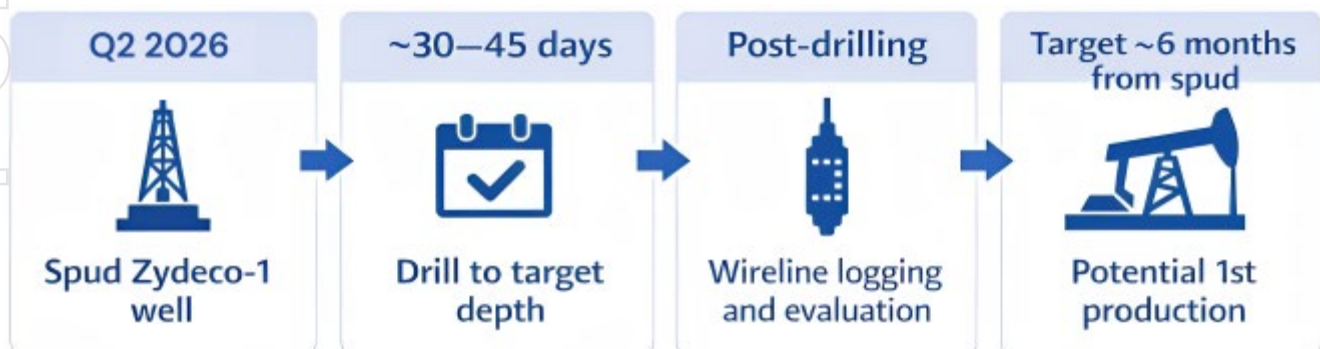 Q2 2026
Spud Zydeco-1
well
~30–45 days
Drill to target
depth
Post-drilling
Wireline logging
and evaluation
Target ~6 months
from spud
Potential 1st
production